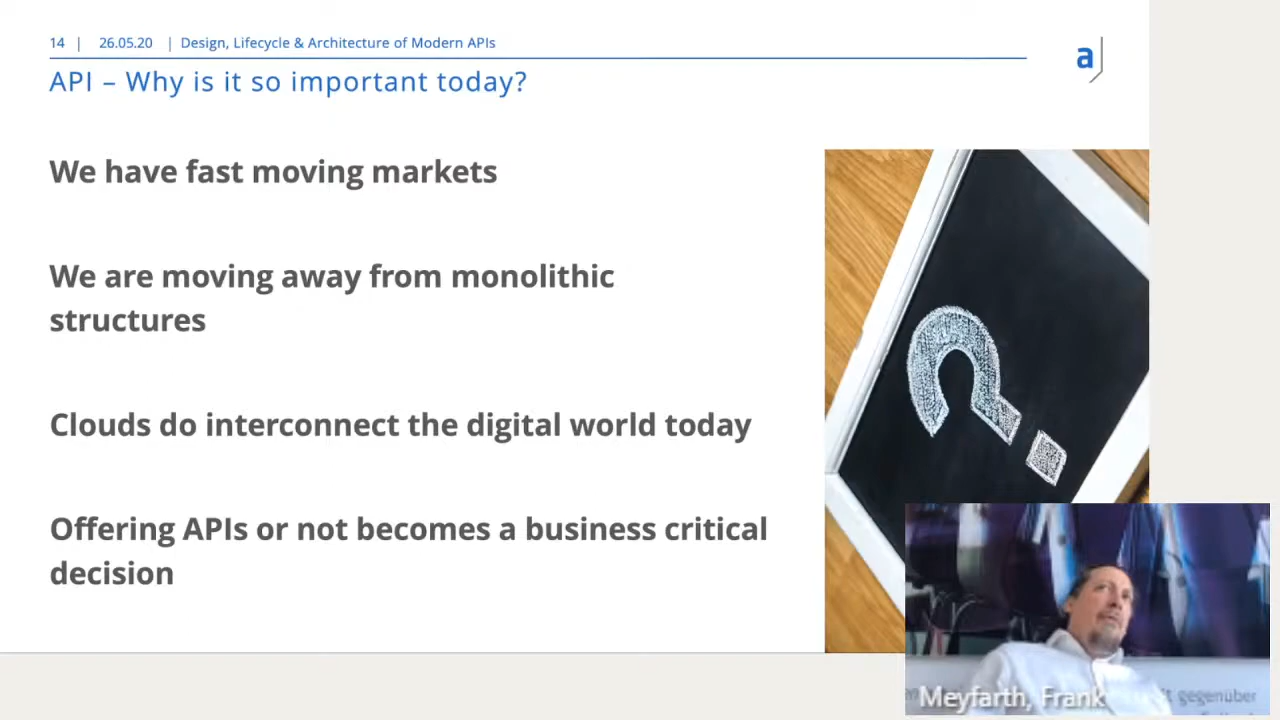 14 | 26.05.20 | Design, Lifecycle & Architecture of Modern APIs
a
API – Why is it so important today?
We have fast moving markets
We are moving away from monolithic
structures
Clouds do interconnect the digital world today
Offering APIs or not becomes a business critical
decision
?
Meyfarth, Frank
t gegenüber